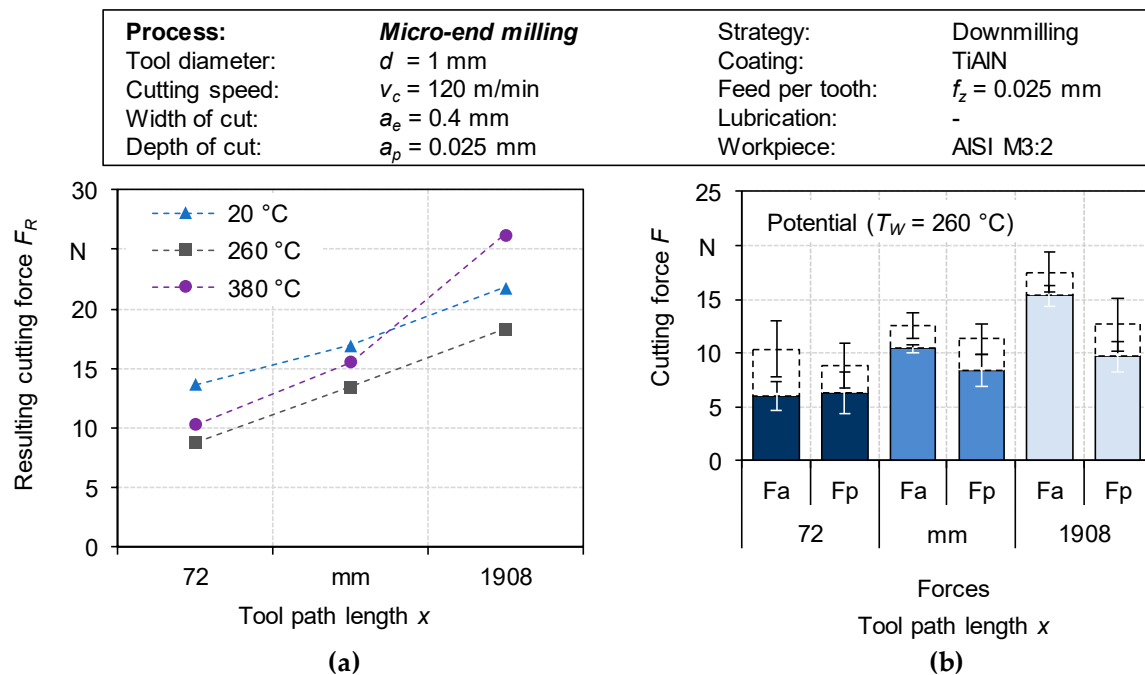 Process: Micro-end milling Strategy: Downmilling
Tool diameter: d = 1 mm Coating: TiAlN
Cutting speed: v_c = 120 m/min Feed per tooth: f_z = 0.025 mm
Width of cut: a_e = 0.4 mm Lubrication: -
Depth of cut: a_p = 0.025 mm Workpiece: AISI M3:2
Resulting cutting force F_R
30
N
20
15
10
5
0
20 °C
260 °C
380 °C
72 mm 1908
Tool path length x
(a)
Cutting force F
25
N
15
10
5
0
Potential (T_W = 260 °C)
Fa Fp Fa Fp Fa Fp
72 mm 1908
Forces
Tool path length x
(b)